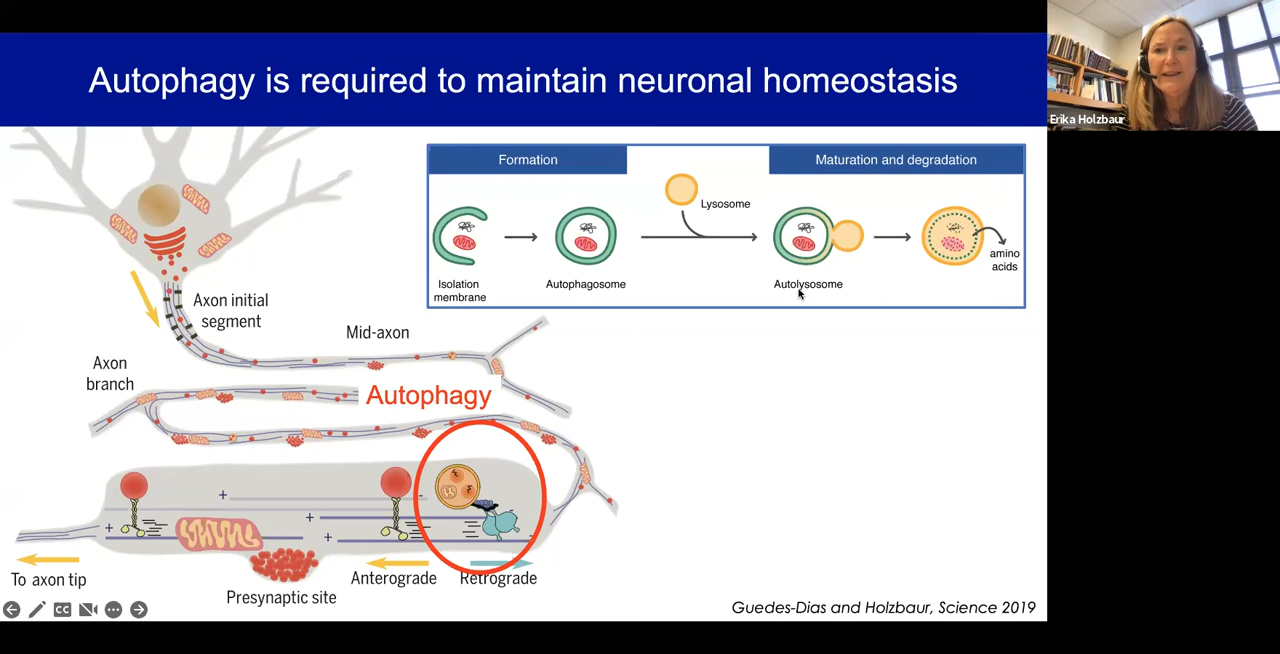 Autophagy is required to maintain neuronal homeostasis
Erika Holzbaur
Formation
Maturation and degradation
Lysosome
Isolation
membrane
Autophagosome
Autolysosome
amino
acids
Axon initial
segment
Mid-axon
Axon
branch
Autophagy
+
+
+
+
-
-
To axon tip
Presynaptic site
Anterograde
Retrograde
Guedes-Dias and Holzbaur, Science 2019
CC